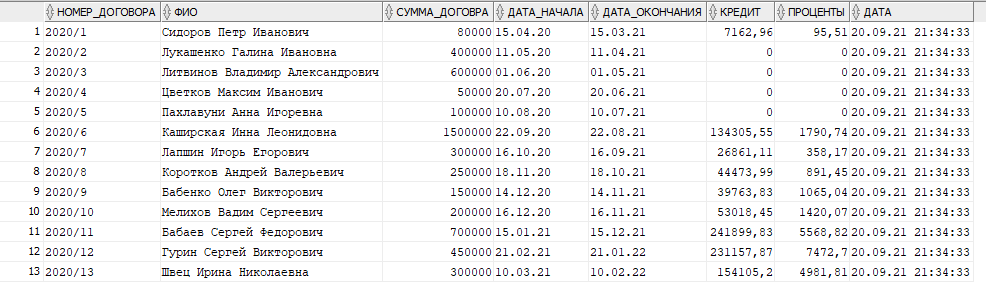 НОМЕР_ДОГОВОРА ФИО СУММА_ДОГОВРА ДАТА_НАЧАЛА ДАТА_ОКОНЧАНИЯ КРЕДИТ ПРОЦЕНТЫ ДАТА
1 2020/1 Сидоров Петр Иванович 80000 15.04.20 15.03.21 7162,96 95,51 20.09.21 21:34:33
2 2020/2 Лукашенко Галина Ивановна 400000 11.05.20 11.04.21 0 0 20.09.21 21:34:33
3 2020/3 Литвинов Владимир Александрович 600000 01.06.20 01.05.21 0 0 20.09.21 21:34:33
4 2020/4 Цветков Максим Иванович 50000 20.07.20 20.06.21 0 0 20.09.21 21:34:33
5 2020/5 Пахлавуни Анна Игоревна 100000 10.08.20 10.07.21 0 0 20.09.21 21:34:33
6 2020/6 Каширская Инна Леонидовна 1500000 22.09.20 22.08.21 134305,55 1790,74 20.09.21 21:34:33
7 2020/7 Лапшин Игорь Егорович 300000 16.10.20 16.09.21 26861,11 358,17 20.09.21 21:34:33
8 2020/8 Коротков Андрей Валерьевич 250000 18.11.20 18.10.21 44473,99 891,45 20.09.21 21:34:33
9 2020/9 Бабенко Олег Викторович 150000 14.12.20 14.11.21 39763,83 1065,04 20.09.21 21:34:33
10 2020/10 Мелихов Вадим Сергеевич 200000 16.12.20 16.11.21 53018,45 1420,07 20.09.21 21:34:33
11 2020/11 Бабаев Сергей Федорович 700000 15.01.21 15.12.21 241899,83 5568,82 20.09.21 21:34:33
12 2020/12 Гурин Сергей Викторович 450000 21.02.21 21.01.22 231157,87 7472,7 20.09.21 21:34:33
13 2020/13 Швец Ирина Николаевна 300000 10.03.21 10.02.22 154105,2 4981,81 20.09.21 21:34:33